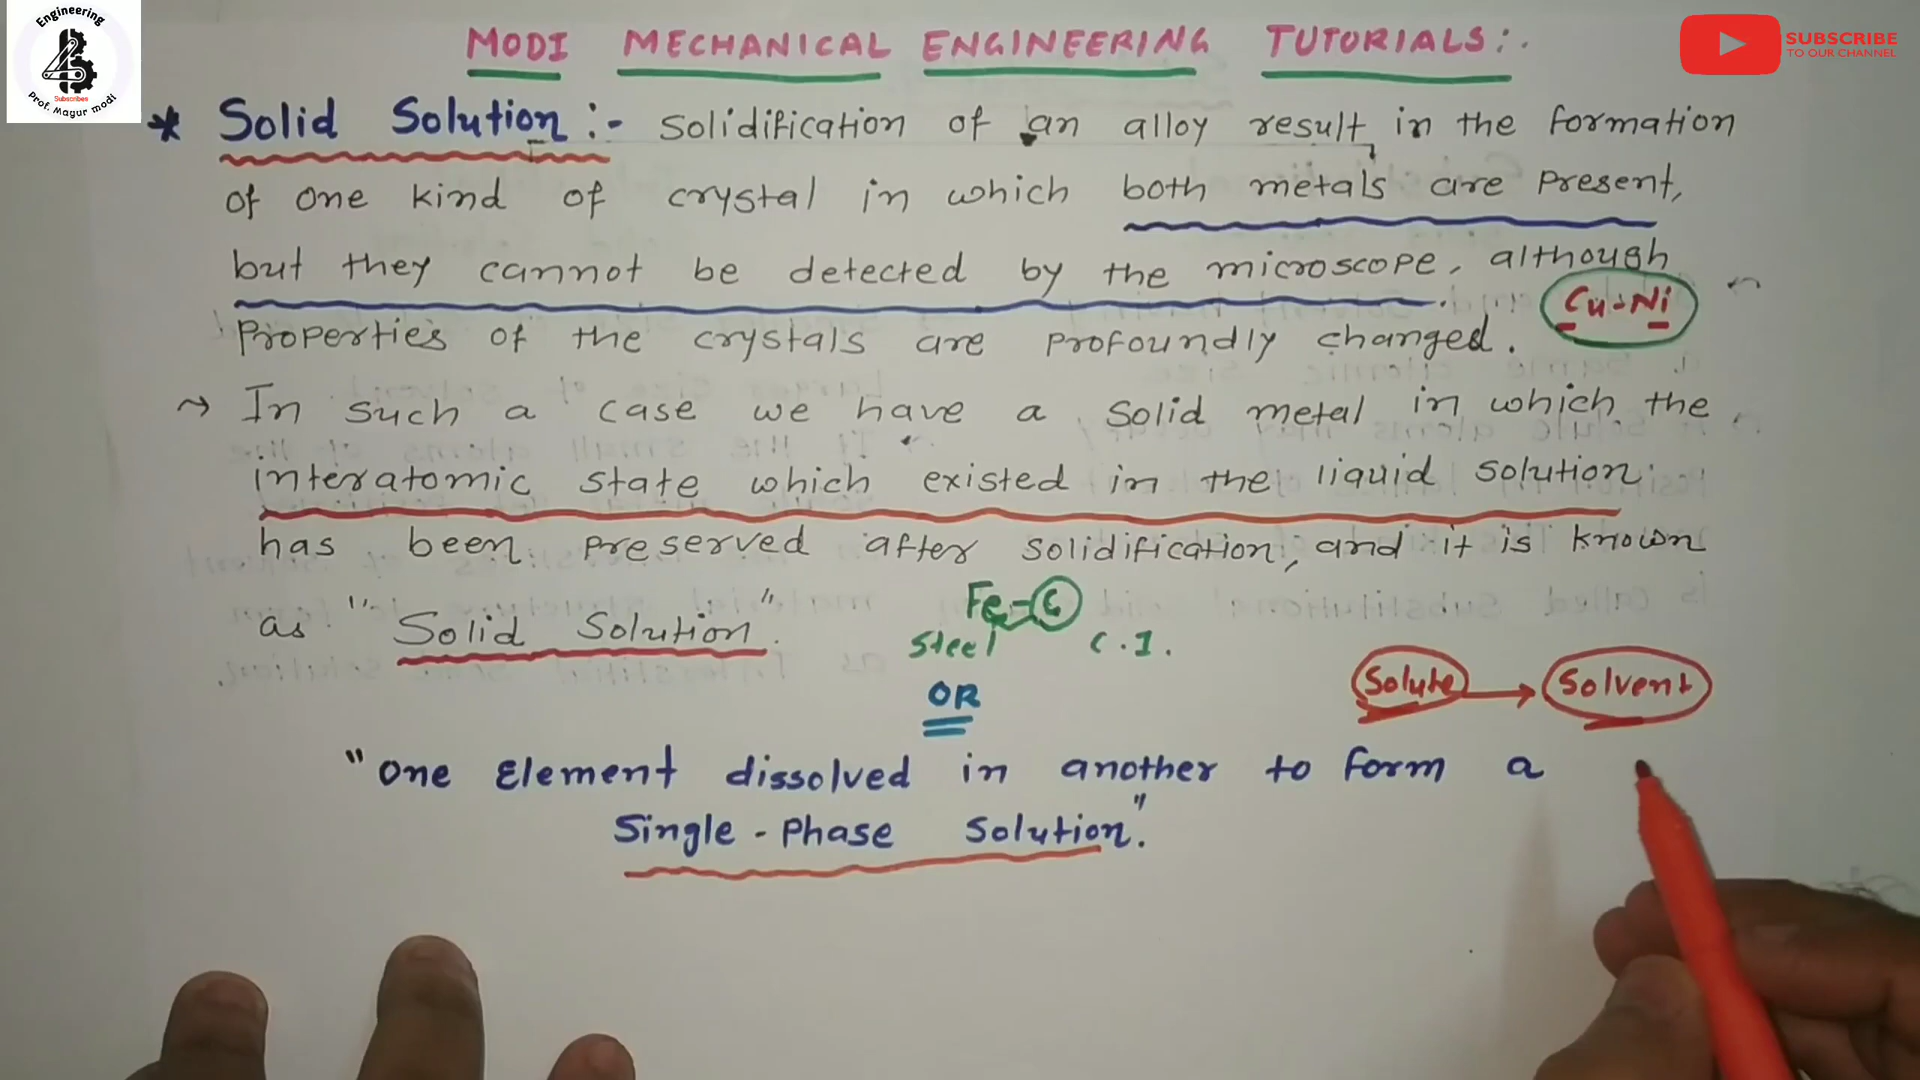 Engineering
Subscribes
Prof. Mayur modi
SUBSCRIBE
TO OUR CHANNEL
MODI MECHANICAL ENGINEERING TUTORIALS:.
* Solid Solution:- Solidification of an alloy result in the formation
of one kind of crystal in which both metals are present,
but they cannot be detected by the microscope, although
Cu-Ni
Properties of the crystals are profoundly changed.
→ In such a case we have a solid metal in which the
interatomic state which existed in the liquid solution
has been preserved after solidification, and it is known
as "Solid Solution".
Fe-C
Steel C.I.
Solute → Solvent
OR
"One Element dissolved in another to form a
Single-Phase Solution".